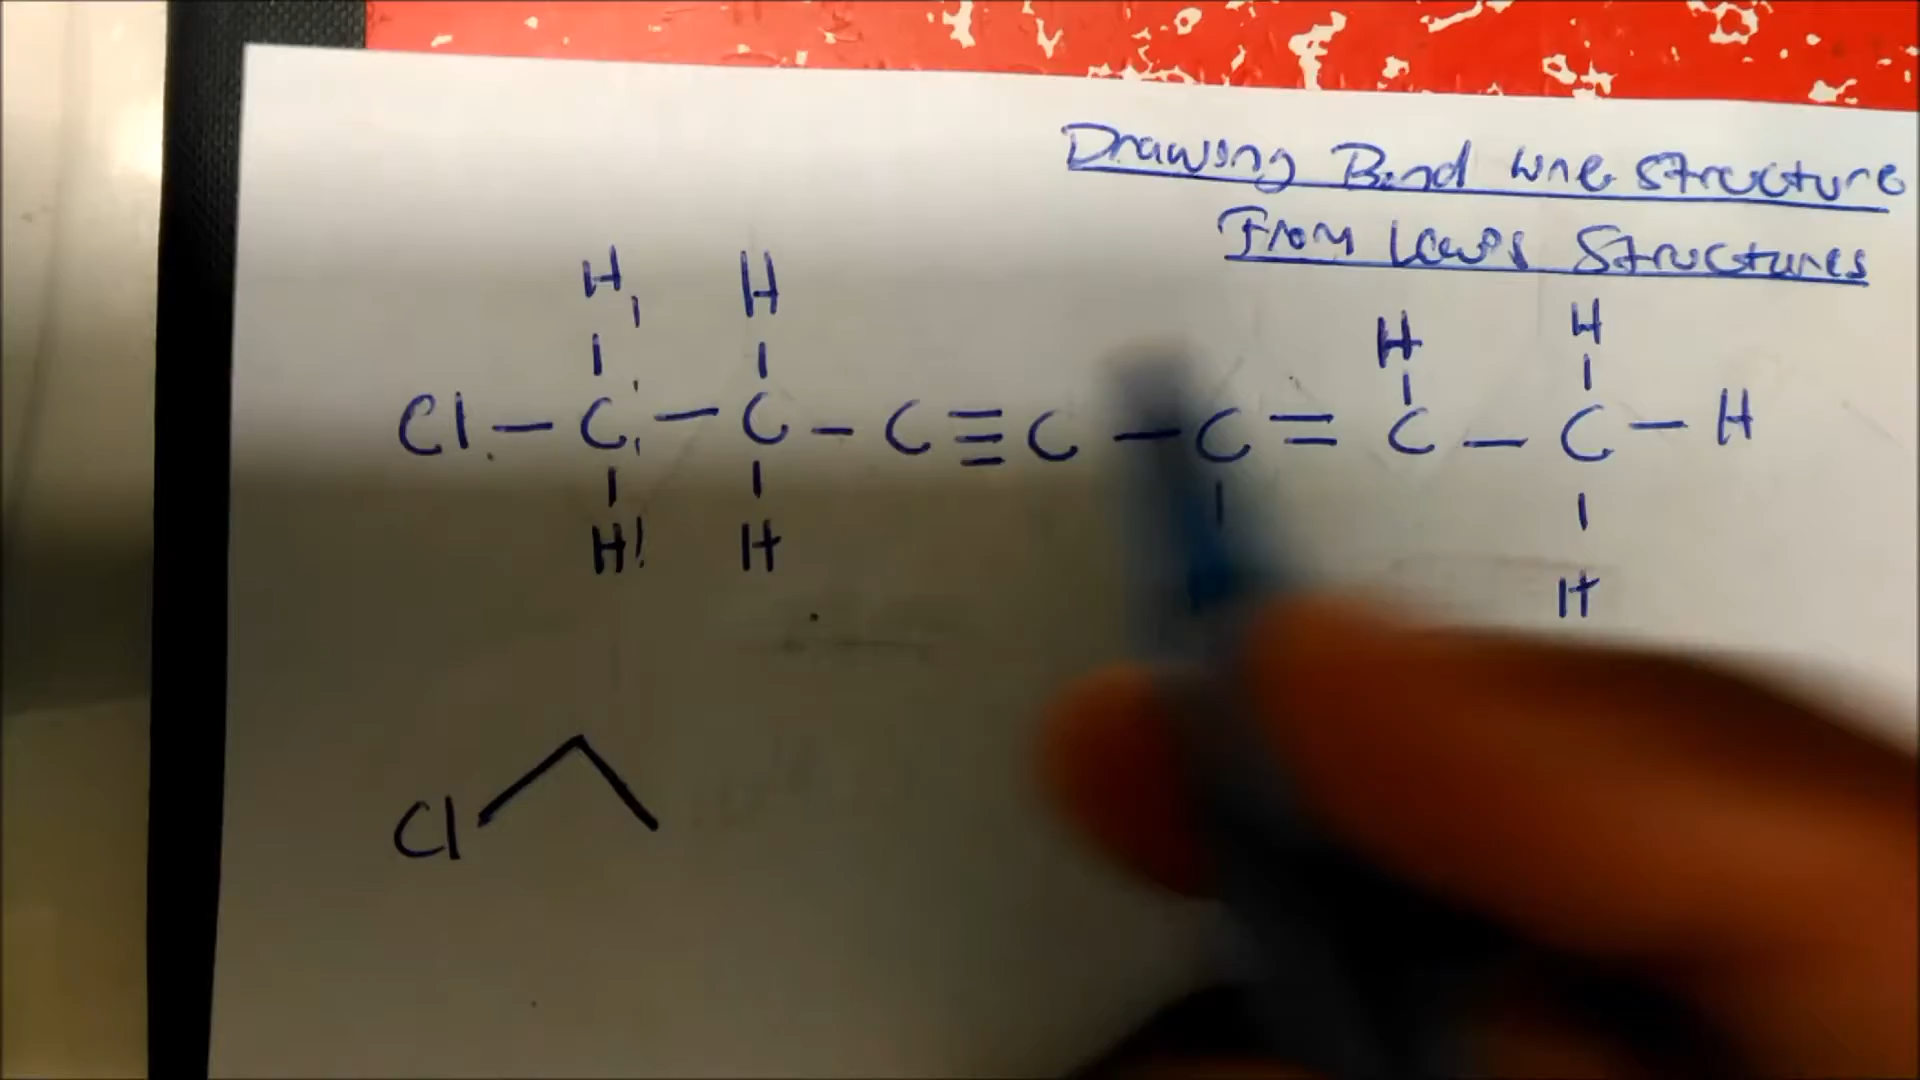 Drawing Bond line structure
From Lewis Structures
H H H H
Cl - C - C - C ≡ C - C = C - C - H
H H H
Cl